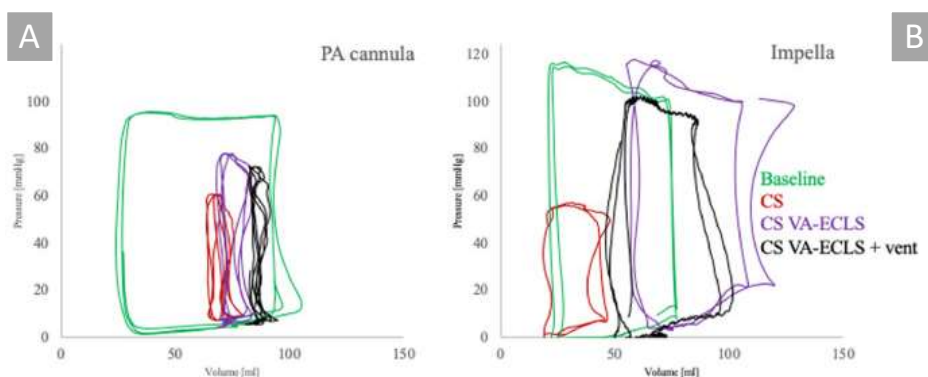 A
PA cannula
Pressure [mmHg]
100
80
60
40
20
0
0
50
100
150
Volume [ml]
B
Impella
Pressure [mmHg]
120
100
80
60
40
20
0
0
50
100
150
Volume [ml]
Baseline
CS
CS VA-ECLS
CS VA-ECLS + vent